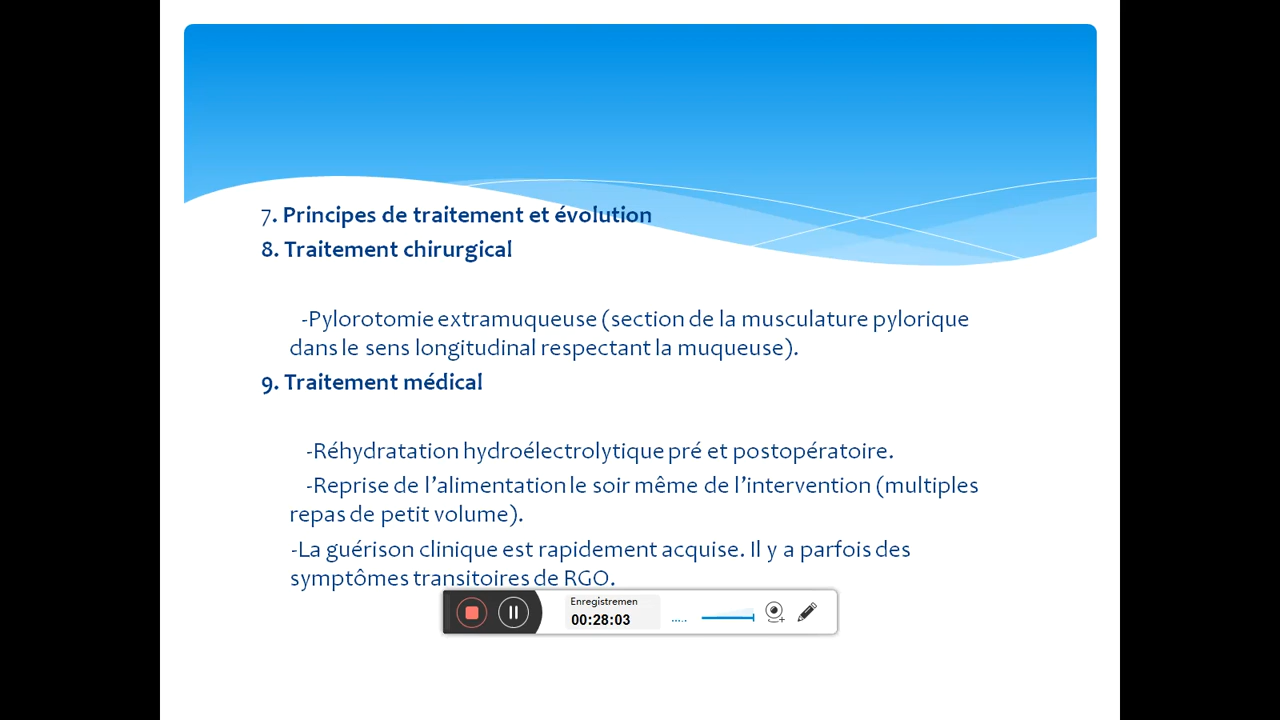 7. Principes de traitement et évolution
8. Traitement chirurgical
-Pylorotomie extramuqueuse (section de la musculature pylorique
dans le sens longitudinal respectant la muqueuse).
9. Traitement médical
-Réhydratation hydroélectrolytique pré et postopératoire.
-Reprise de l’alimentation le soir même de l’intervention (multiples
repas de petit volume).
-La guérison clinique est rapidement acquise. Il y a parfois des
symptômes transitoires de RGO.
Enregistremen
00:28:03